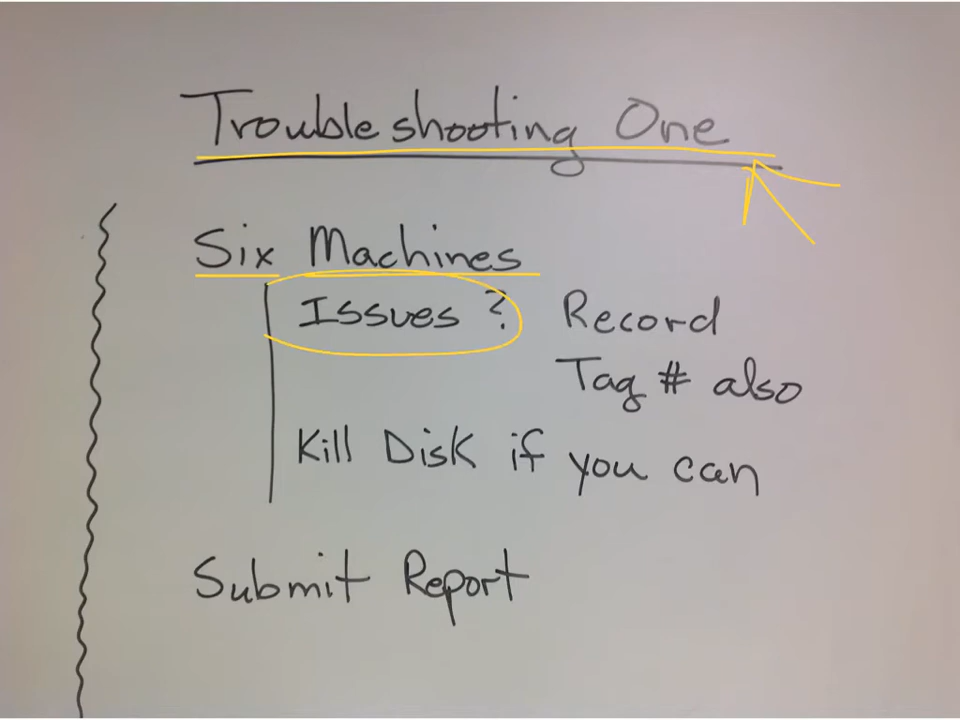 Troubleshooting One
Six Machines
Issues ? Record
Tag # also
Kill Disk if you can
Submit Report